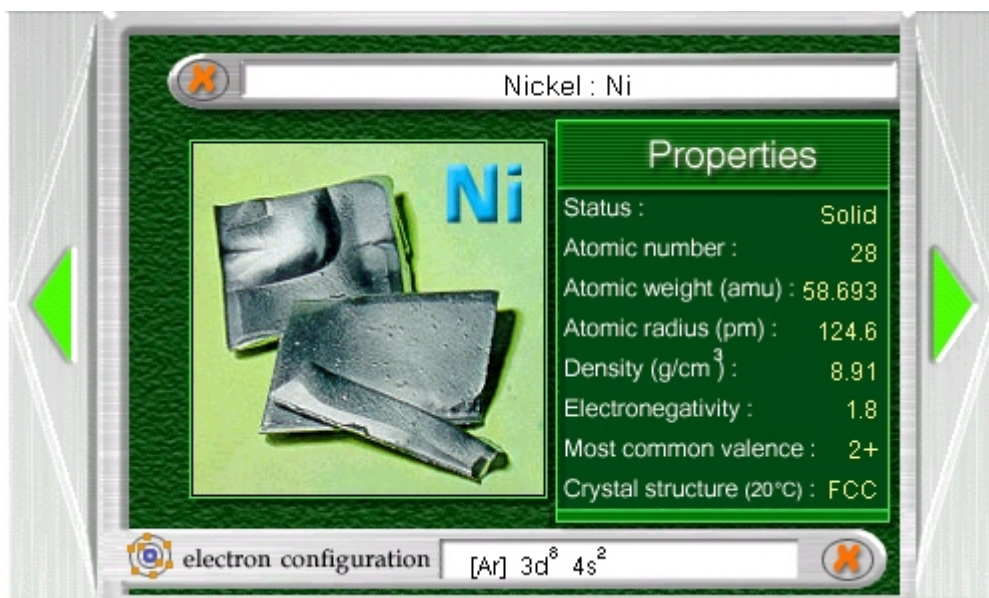 Nickel : Ni
Ni
Properties
Status : Solid
Atomic number : 28
Atomic weight (amu) : 58.693
Atomic radius (pm) : 124.6
Density (g/cm³) : 8.91
Electronegativity : 1.8
Most common valence : 2+
Crystal structure (20°C) : FCC
electron configuration [Ar] 3d⁸ 4s²